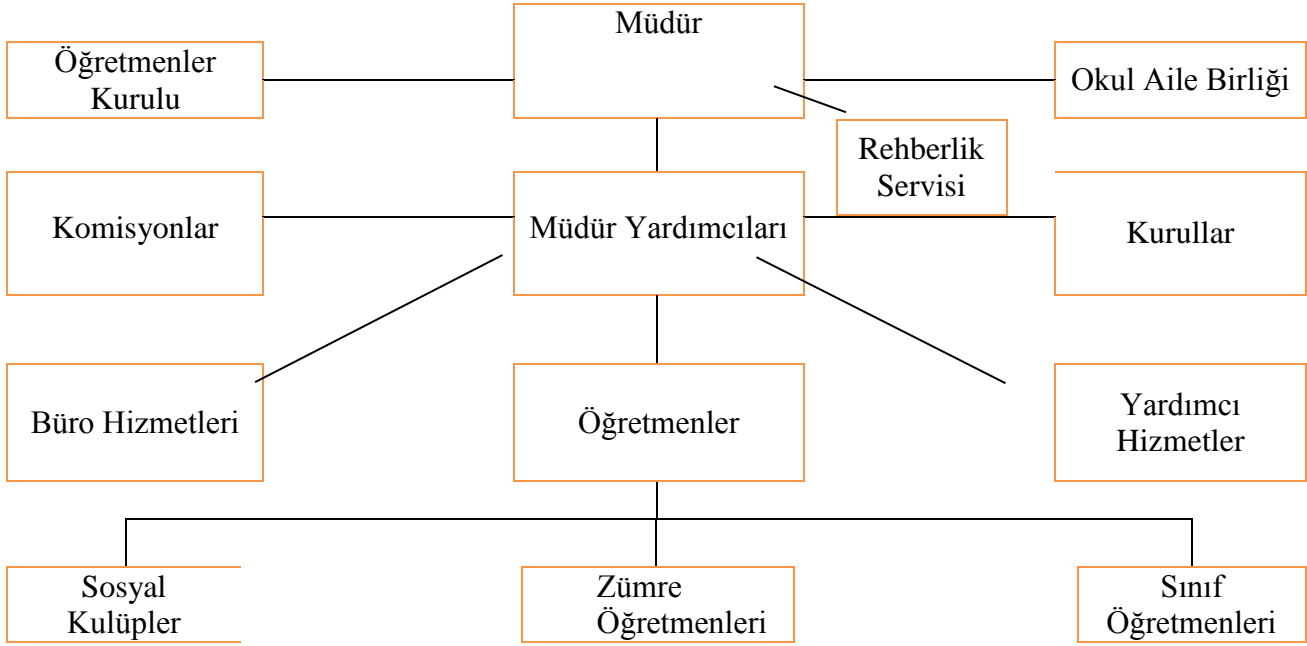 Müdür
Öğretmenler
Kurulu
Okul Aile Birliği
Rehberlik
Servisi
Komisyonlar
Müdür Yardımcıları
Kurullar
Büro Hizmetleri
Öğretmenler
Yardımcı
Hizmetler
Sosyal
Kulüpler
Zümre
Öğretmenleri
Sınıf
Öğretmenleri